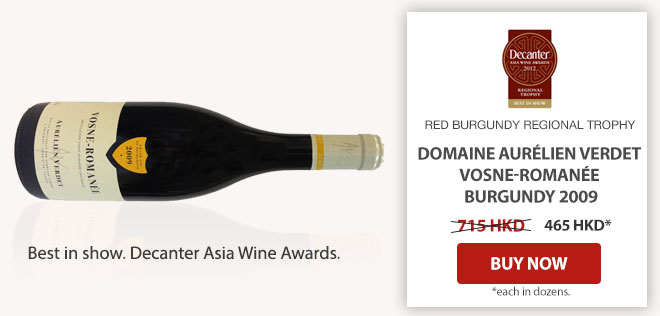 VOSNE-ROMANÉE
AURÉLIEN VERDET
2009
Best in show. Decanter Asia Wine Awards.
Decanter
ASIA WINE AWARDS
2012
REGIONAL
TROPHY
BEST IN SHOW
RED BURGUNDY REGIONAL TROPHY
DOMAINE AURÉLIEN VERDET
VOSNE-ROMANÉE
BURGUNDY 2009
715 HKD 465 HKD*
BUY NOW
*each in dozens.